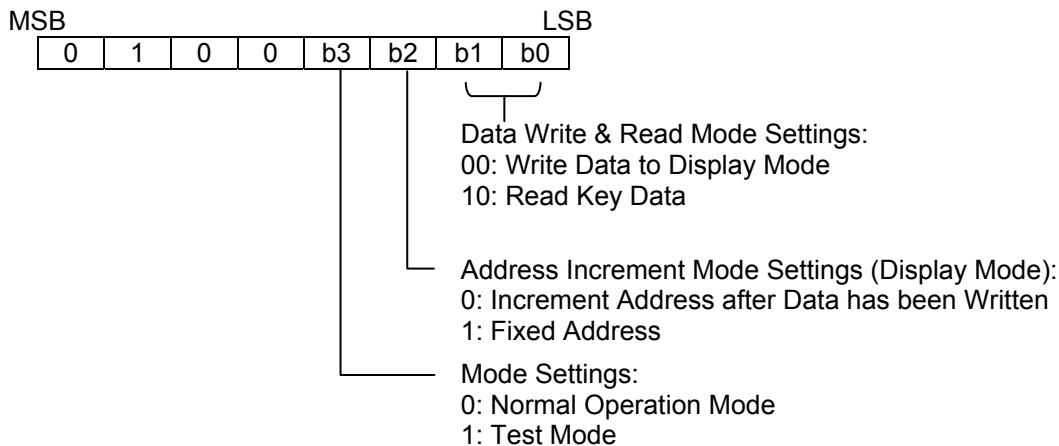 MSB LSB
0 1 0 0 b3 b2 b1 b0
Data Write & Read Mode Settings:
00: Write Data to Display Mode
10: Read Key Data
Address Increment Mode Settings (Display Mode):
0: Increment Address after Data has been Written
1: Fixed Address
Mode Settings:
0: Normal Operation Mode
1: Test Mode